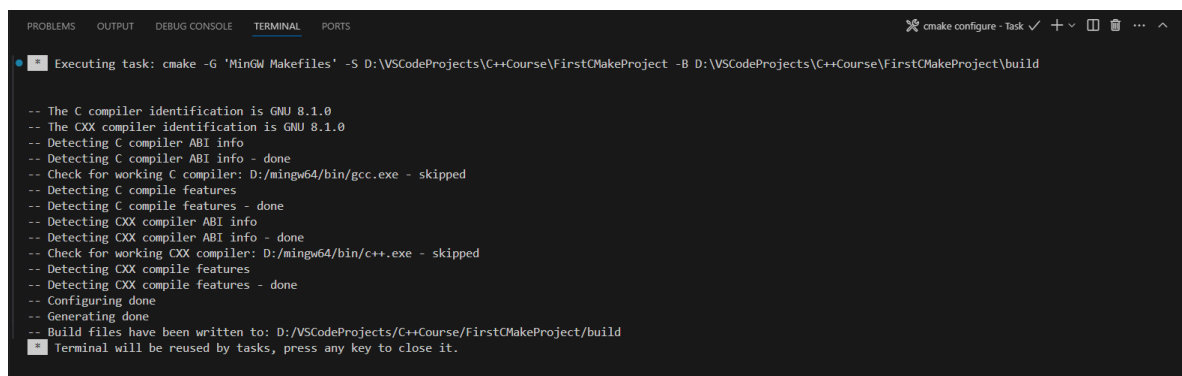 PROBLEMS OUTPUT DEBUG CONSOLE TERMINAL PORTS cmake configure - Task
* Executing task: cmake -G 'MinGW Makefiles' -S D:\VSCodeProjects\C++Course\FirstCMakeProject -B D:\VSCodeProjects\C++Course\FirstCMakeProject\build
-- The C compiler identification is GNU 8.1.0
-- The CXX compiler identification is GNU 8.1.0
-- Detecting C compiler ABI info
-- Detecting C compiler ABI info - done
-- Check for working C compiler: D:/mingw64/bin/gcc.exe - skipped
-- Detecting C compile features
-- Detecting C compile features - done
-- Detecting CXX compiler ABI info
-- Detecting CXX compiler ABI info - done
-- Check for working CXX compiler: D:/mingw64/bin/c++.exe - skipped
-- Detecting CXX compile features
-- Detecting CXX compile features - done
-- Configuring done
-- Generating done
-- Build files have been written to: D:/VSCodeProjects/C++Course/FirstCMakeProject/build
* Terminal will be reused by tasks, press any key to close it.